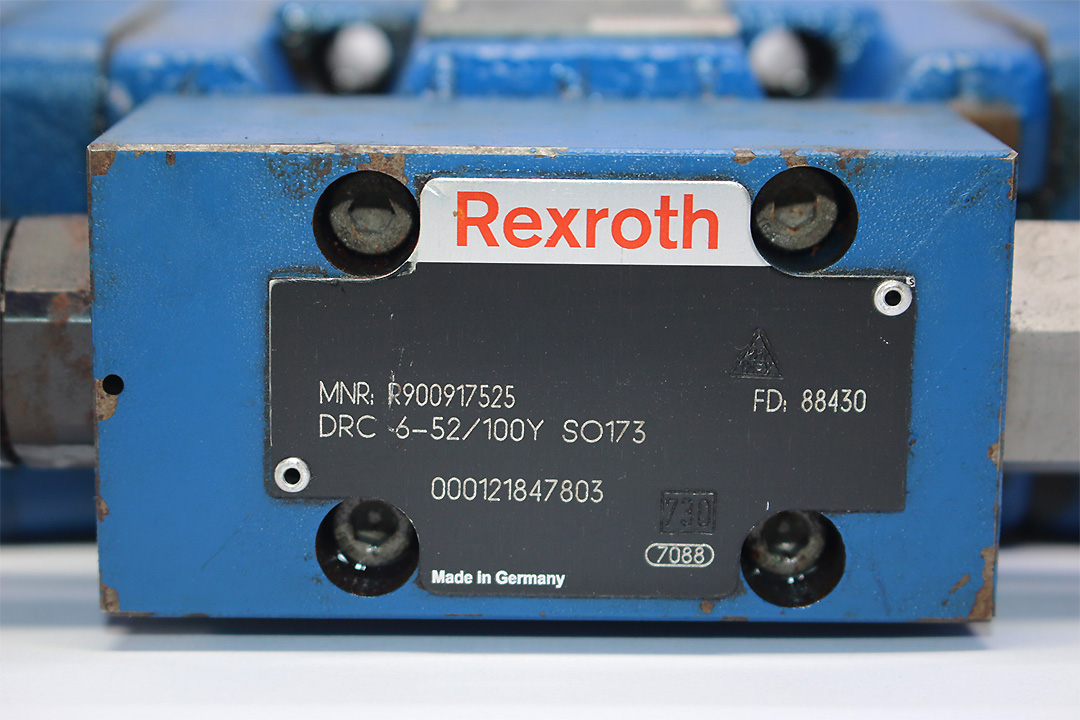 Rexroth
MNR: R900917525
FD: 88430
DRC 6-52/100Y SO173
000121847803
730
7088
Made in Germany